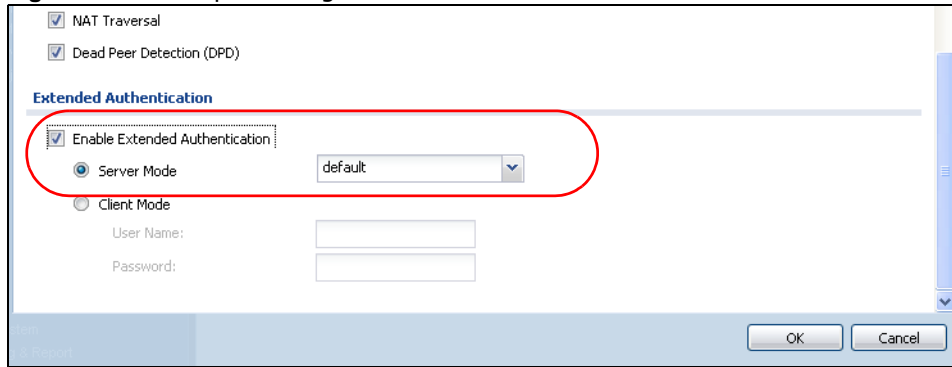 NAT Traversal
Dead Peer Detection (DPD)
Extended Authentication
Enable Extended Authentication
Server Mode default
Client Mode
User Name:
Password:
OK Cancel
Report